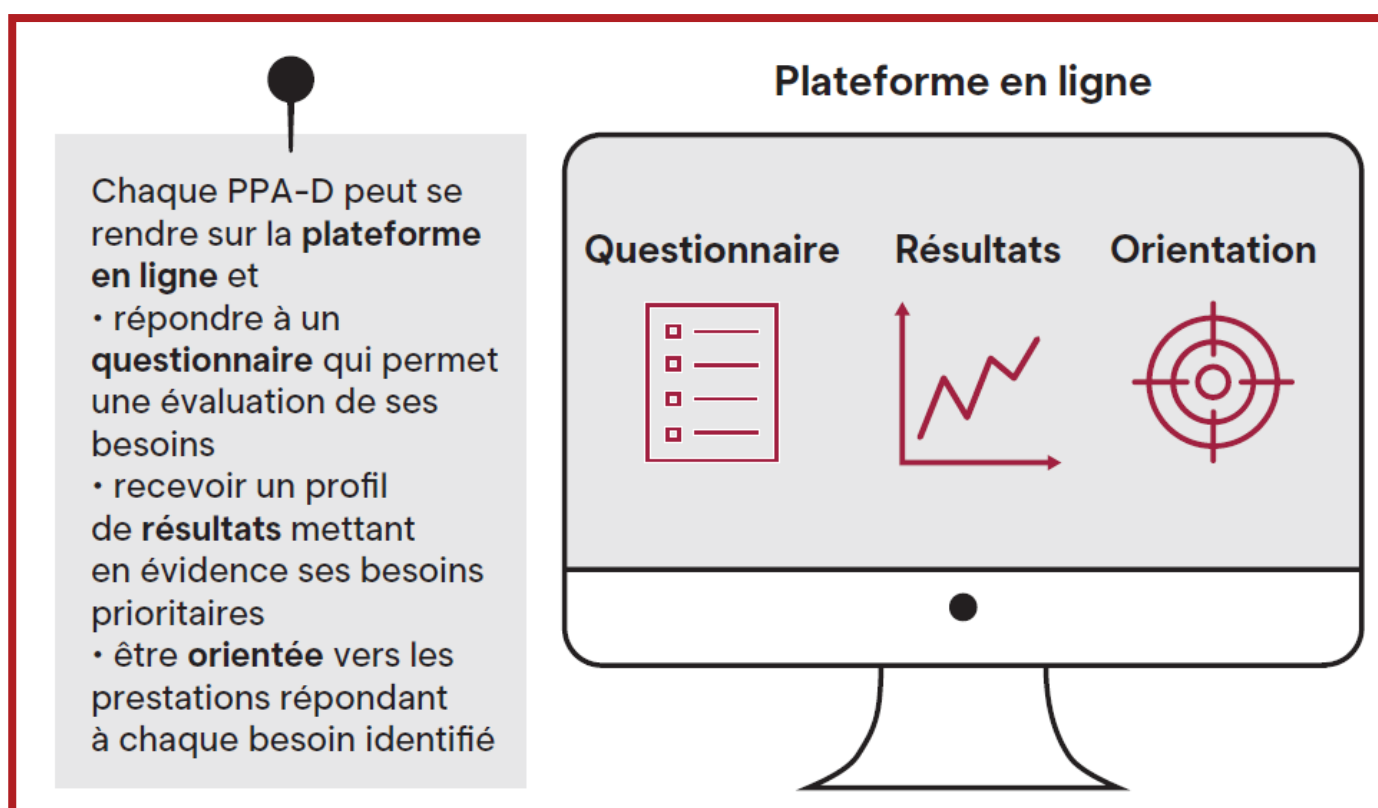 Plateforme en ligne
Chaque PPA-D peut se
rendre sur la plateforme
en ligne et
• répondre à un
questionnaire qui permet
une évaluation de ses
besoins
• recevoir un profil
de résultats mettant
en évidence ses besoins
prioritaires
• être orientée vers les
prestations répondant
à chaque besoin identifié
Questionnaire Résultats Orientation